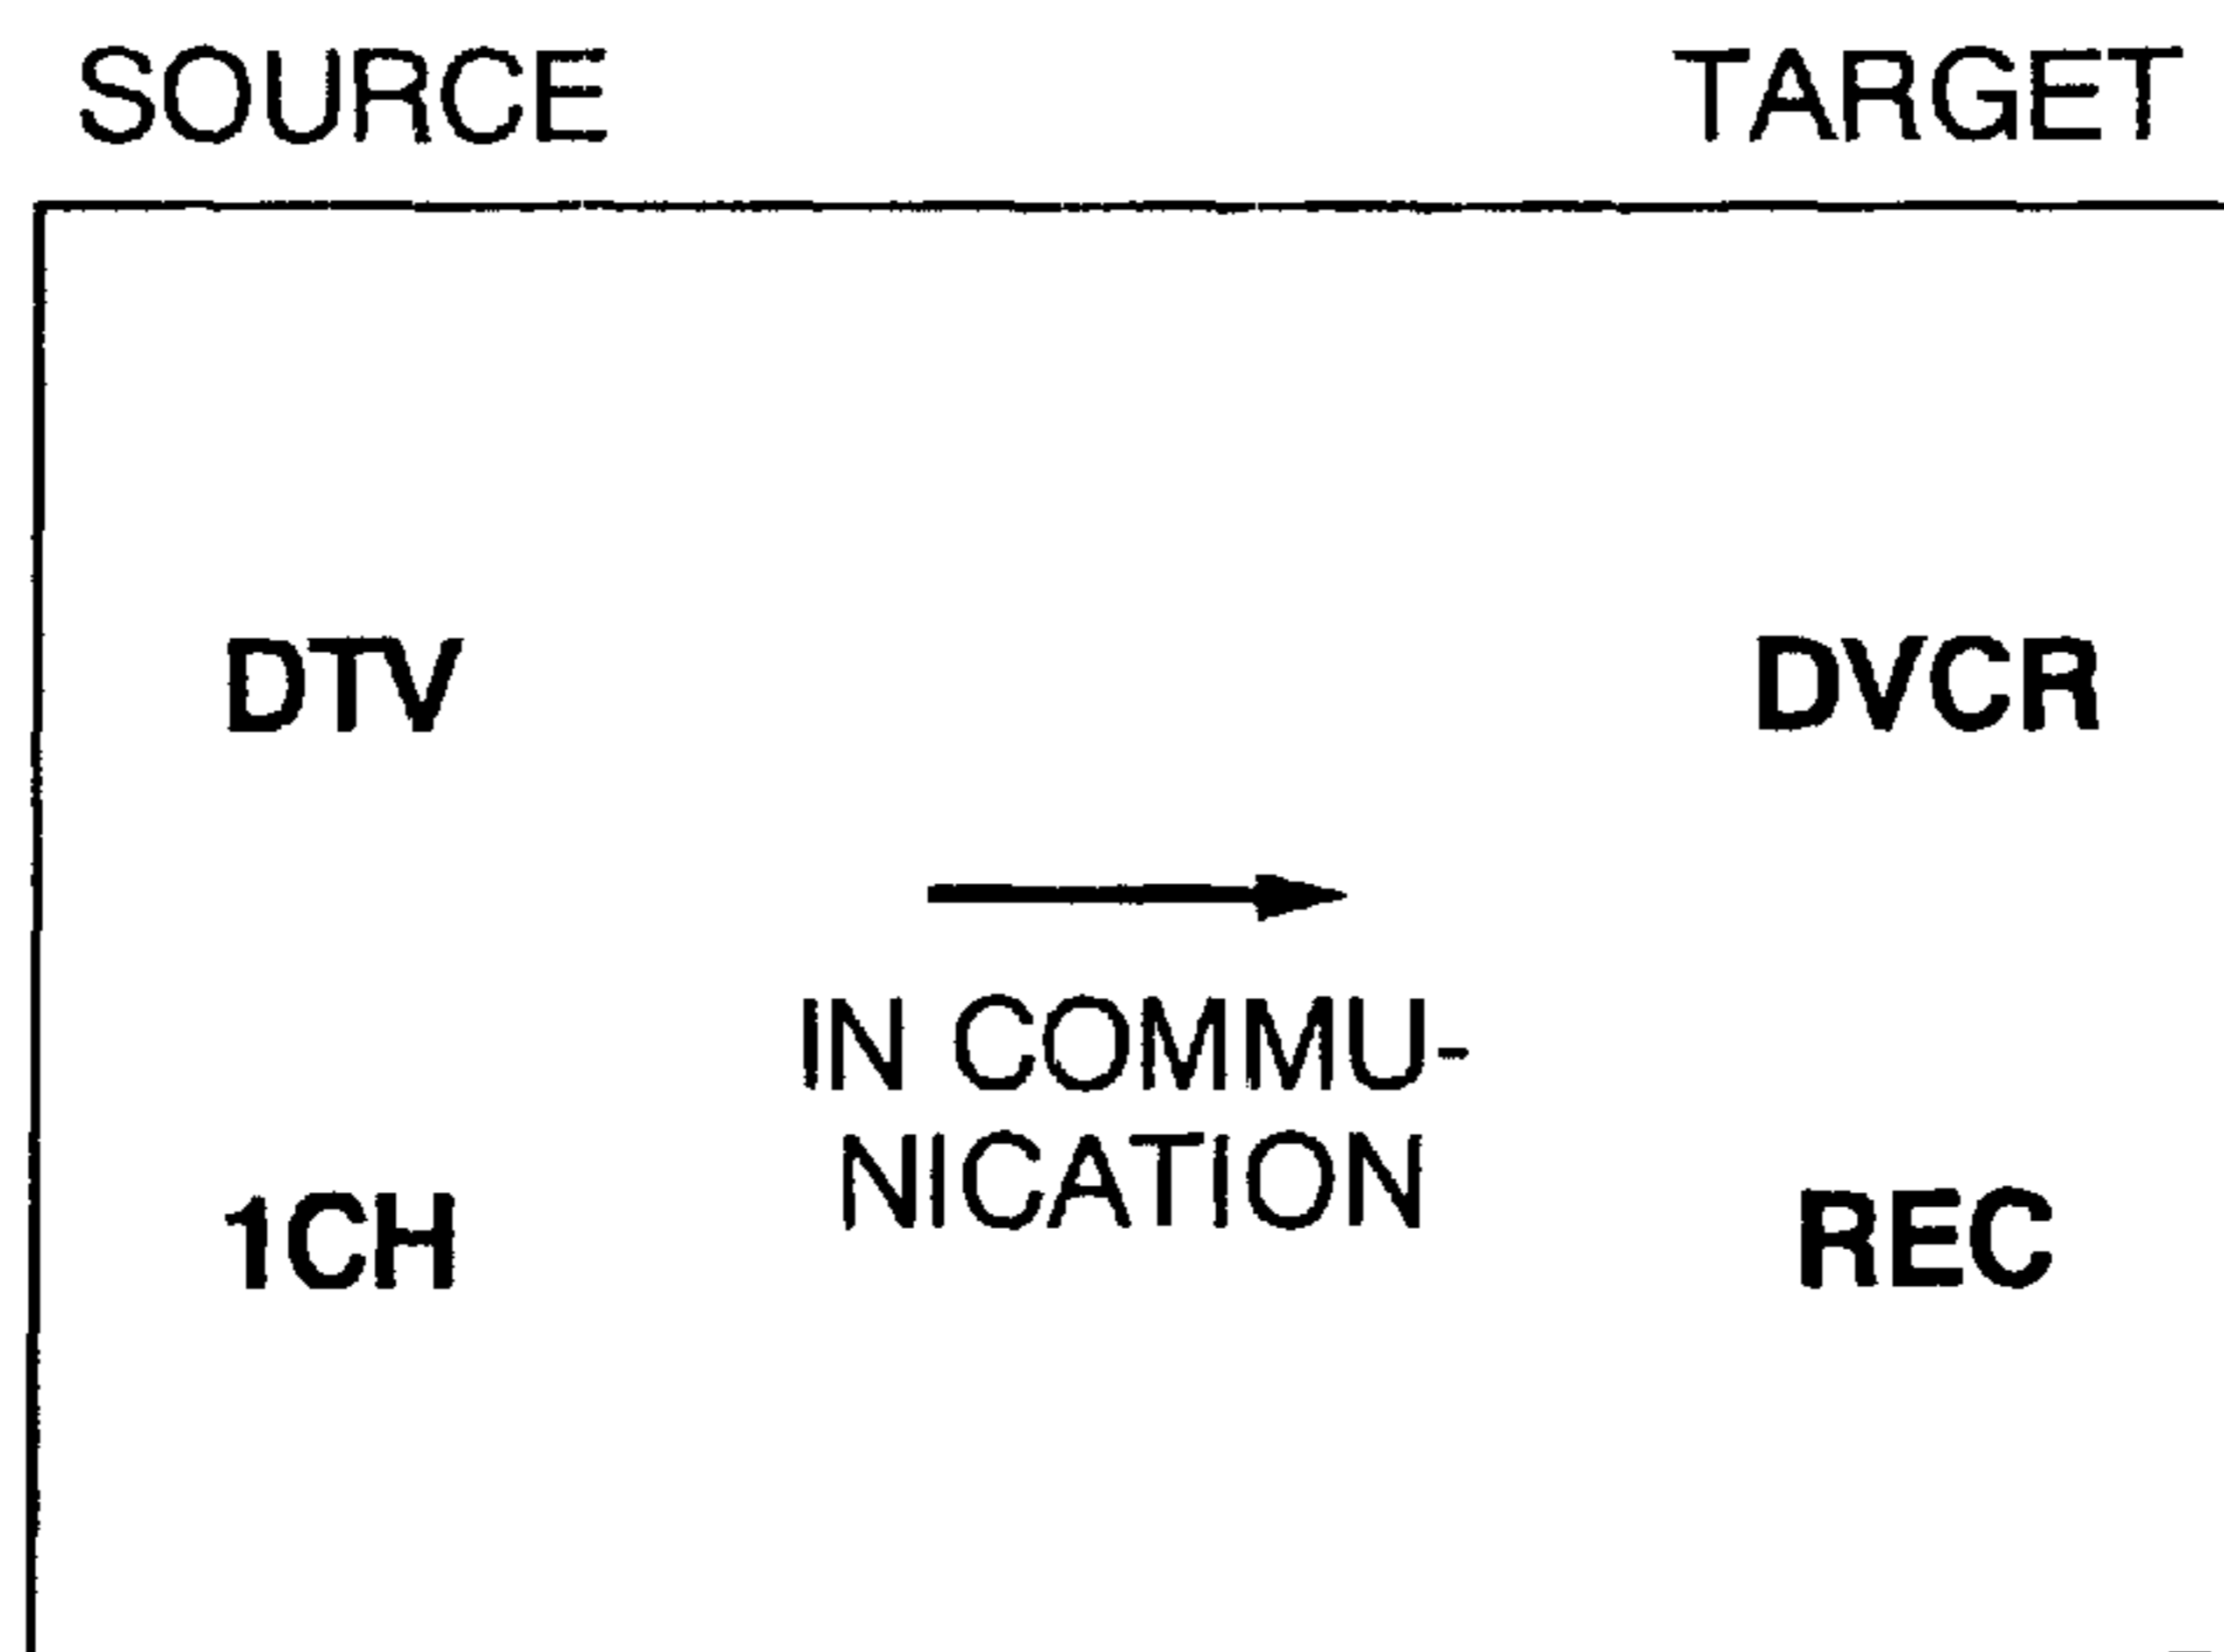 SOURCE TARGET
DTV DVCR
IN COMMU-
NICATION
1CH REC